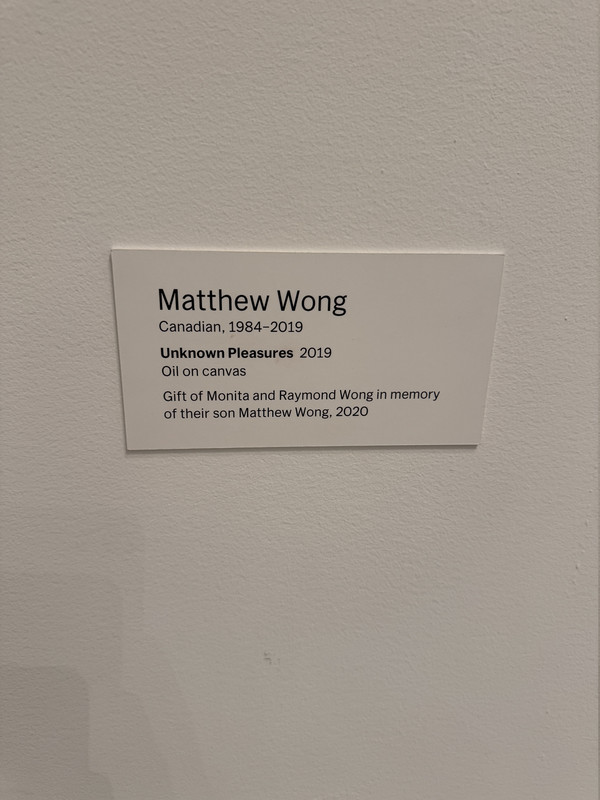 Matthew Wong
Canadian, 1984–2019
Unknown Pleasures 2019
Oil on canvas
Gift of Monita and Raymond Wong in memory
of their son Matthew Wong, 2020